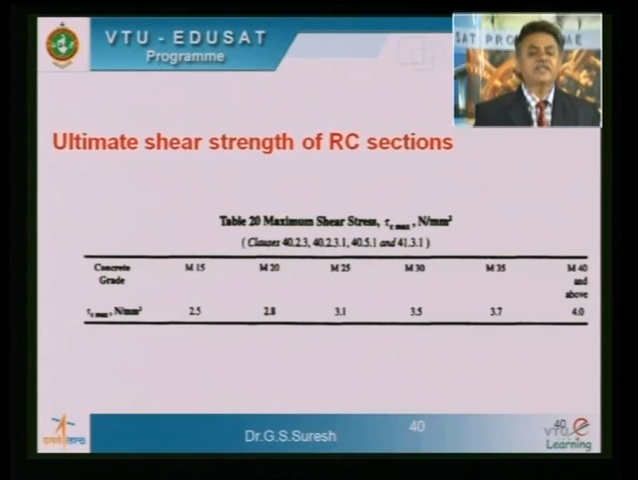 VTU - EDUSAT
Programme
SAT PROGRAMME
Ultimate shear strength of RC sections
Table 20 Maximum Shear Stress, τc max , N/mm²
( Clauses 40.2.3, 40.2.3.1, 40.5.1 and 41.3.1 )
Concrete Grade M 15 M 20 M 25 M 30 M 35 M 40 and above
τc max, N/mm² 2.5 2.8 3.1 3.5 3.7 4.0
इसरो isro
Dr.G.S.Suresh
40
40
VTU e
Learning